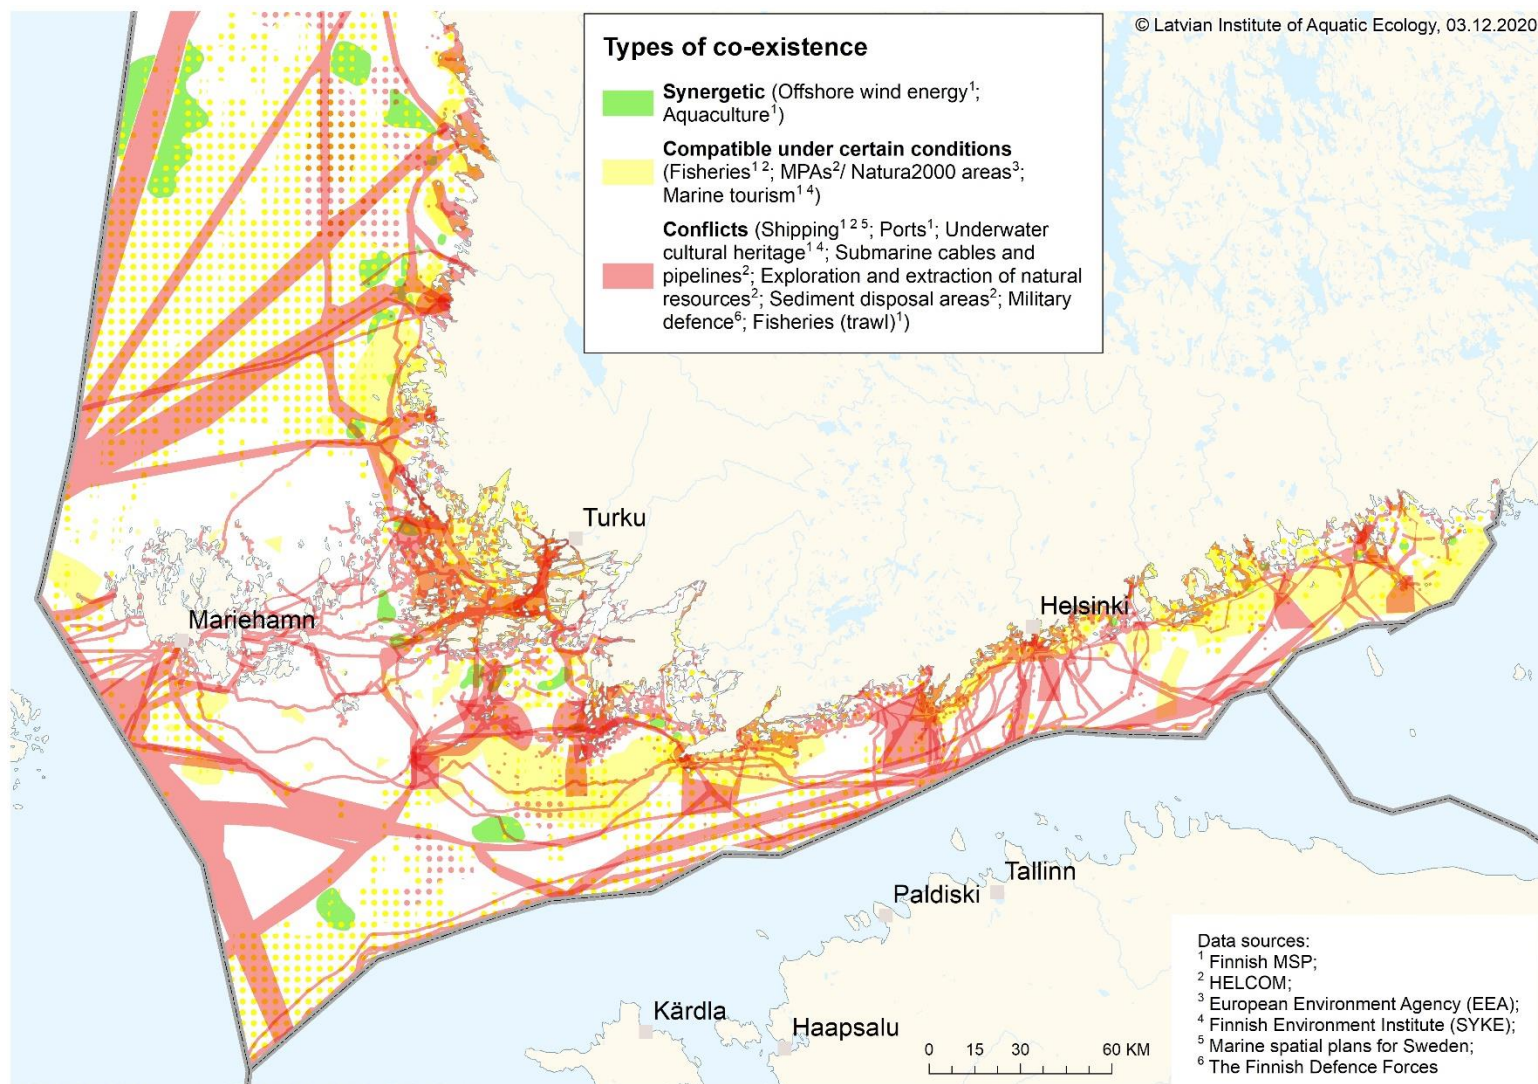 © Latvian Institute of Aquatic Ecology, 03.12.2020
Types of co-existence
Synergetic (Offshore wind energy¹;
Aquaculture¹)
Compatible under certain conditions
(Fisheries¹ ²; MPAs²/ Natura2000 areas³;
Marine tourism¹ ⁴)
Conflicts (Shipping¹ ² ⁵; Ports¹; Underwater
cultural heritage¹ ⁴; Submarine cables and
pipelines²; Exploration and extraction of natural
resources²; Sediment disposal areas²; Military
defence⁶; Fisheries (trawl)¹)
Turku
Helsinki
Mariehamn
Tallinn
Paldiski
Kärdla
Haapsalu
0 15 30 60 KM
Data sources:
¹ Finnish MSP;
² HELCOM;
³ European Environment Agency (EEA);
⁴ Finnish Environment Institute (SYKE);
⁵ Marine spatial plans for Sweden;
⁶ The Finnish Defence Forces